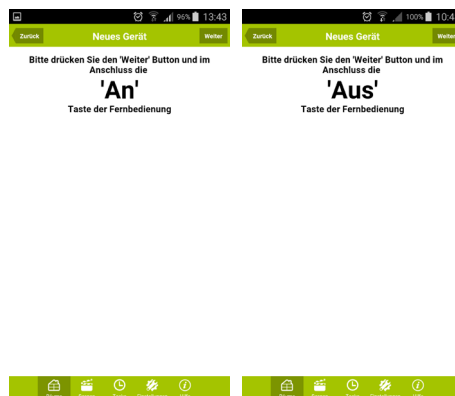 96% 13:43
Zurück Neues Gerät Weiter
Bitte drücken Sie den 'Weiter' Button und im
Anschluss die
'An'
Taste der Fernbedienung
100%
Zurück Neues Gerät Weiter
Bitte drücken Sie den 'Weiter' Button und im
Anschluss die
'Aus'
Taste der Fernbedienung